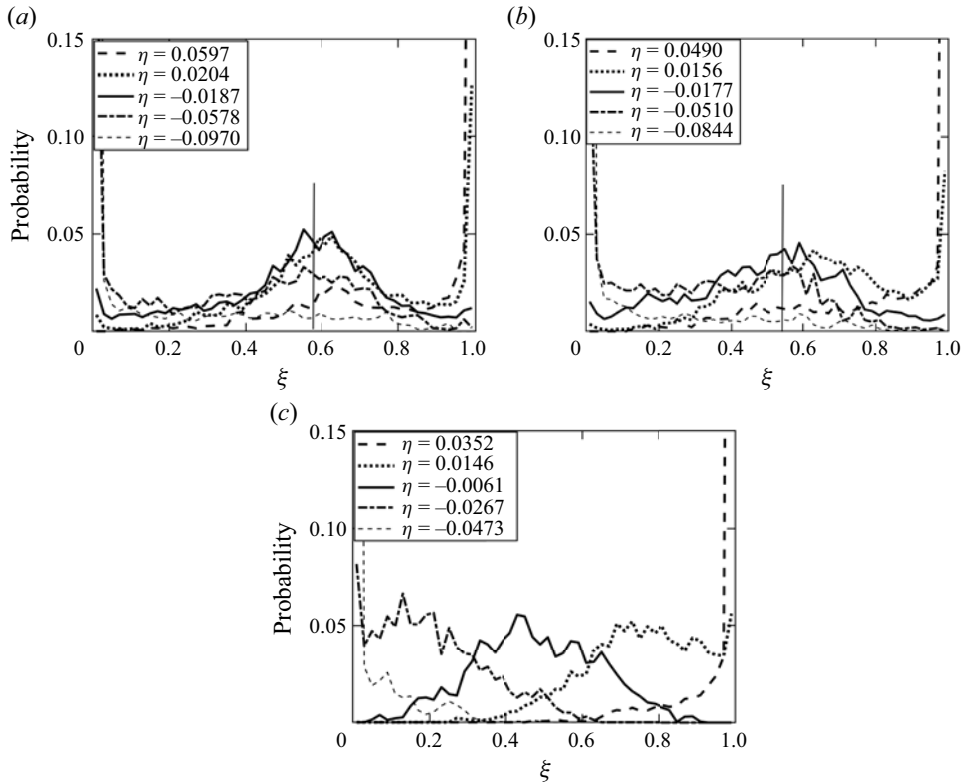 (a)
0.15
0.10
0.05
Probability
η = 0.0597
η = 0.0204
η = –0.0187
η = –0.0578
η = –0.0970
0 0.2 0.4 0.6 0.8 1.0
ξ
(b)
0.15
0.10
0.05
η = 0.0490
η = 0.0156
η = –0.0177
η = –0.0510
η = –0.0844
0 0.2 0.4 0.6 0.8 1.0
ξ
(c)
0.15
0.10
0.05
Probability
η = 0.0352
η = 0.0146
η = –0.0061
η = –0.0267
η = –0.0473
0 0.2 0.4 0.6 0.8 1.0
ξ